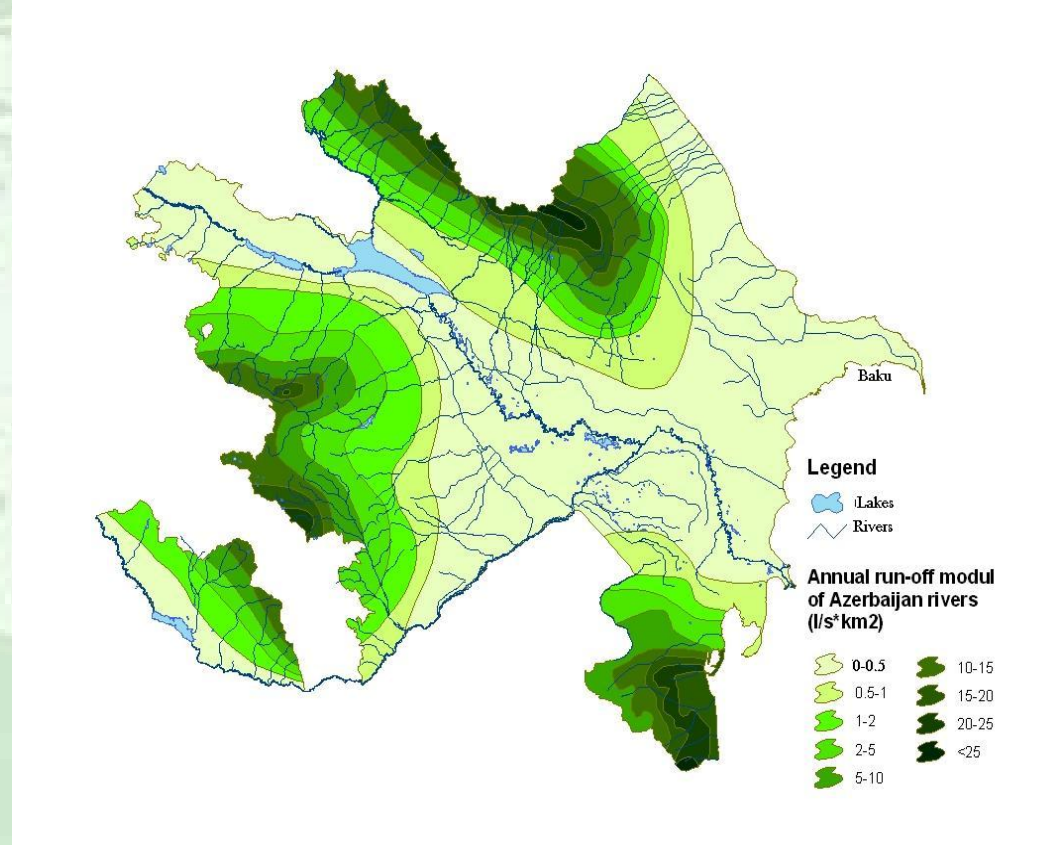 Baku
Legend
Lakes
Rivers
Annual run-off modul
of Azerbaijan rivers
(l/s*km2)
0-0.5
0.5-1
1-2
2-5
5-10
10-15
15-20
20-25
<25